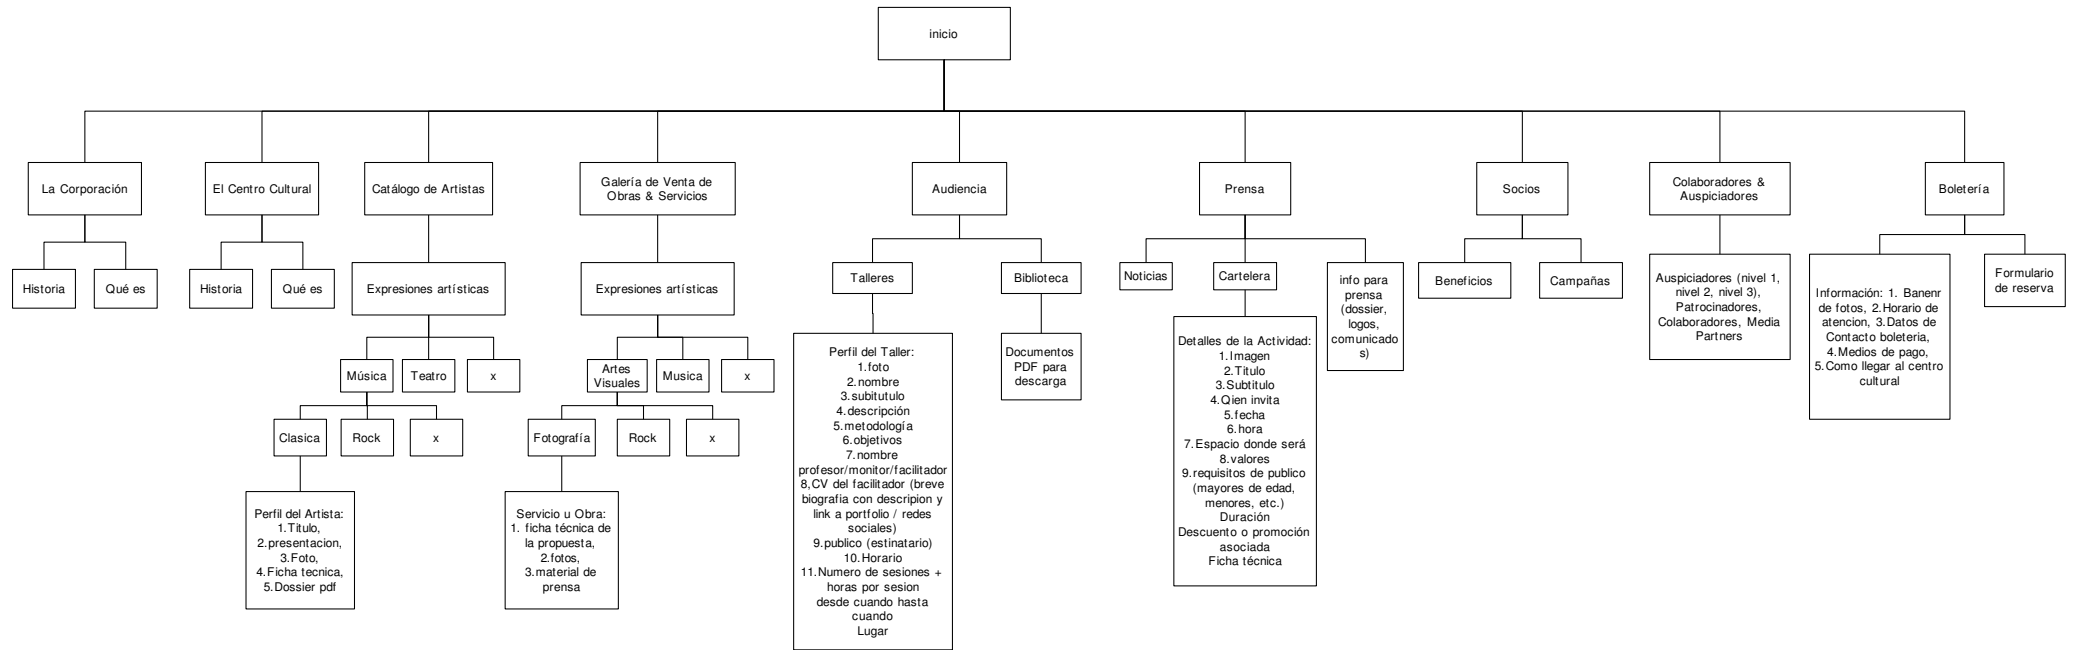 inicio
La Corporación
El Centro Cultural
Catálogo de Artistas
Galería de Venta de
Obras & Servicios
Audiencia
Prensa
Socios
Colaboradores &
Auspiciadores
Boletería
Historia
Qué es
Historia
Qué es
Expresiones artísticas
Expresiones artísticas
Talleres
Biblioteca
Noticias
Cartelera
info para
prensa
(dossier,
logos,
comunicado
s)
Beneficios
Campañas
Auspiciadores (nivel 1,
nivel 2, nivel 3),
Patrocinadores,
Colaboradores, Media
Partners
Información: 1. Banenr
de fotos, 2.Horario de
atencion, 3.Datos de
Contacto boleteria,
4.Medios de pago,
5.Como llegar al centro
cultural
Formulario
de reserva
Música
Teatro
x
Artes
Visuales
Musica
x
Clasica
Rock
x
Fotografía
Rock
x
Perfil del Artista:
1.Titulo,
2.presentacion,
3.Foto,
4.Ficha tecnica,
5.Dossier pdf
Servicio u Obra:
1. ficha técnica de
la propuesta,
2.fotos,
3.material de
prensa
Perfil del Taller:
1.foto
2.nombre
3.subitutulo
4.descripción
5.metodología
6.objetivos
7.nombre
profesor/monitor/facilitador
8,CV del facilitador (breve
biografia con descripion y
link a portfolio / redes
sociales)
9.publico (estinatario)
10.Horario
11.Numero de sesiones +
horas por sesion
desde cuando hasta
cuando
Lugar
Documentos
PDF para
descarga
Detalles de la Actividad:
1.Imagen
2.Titulo
3.Subtitulo
4.Qien invita
5.fecha
6.hora
7.Espacio donde será
8.valores
9.requisitos de publico
(mayores de edad,
menores, etc.)
Duración
Descuento o promoción
asociada
Ficha técnica